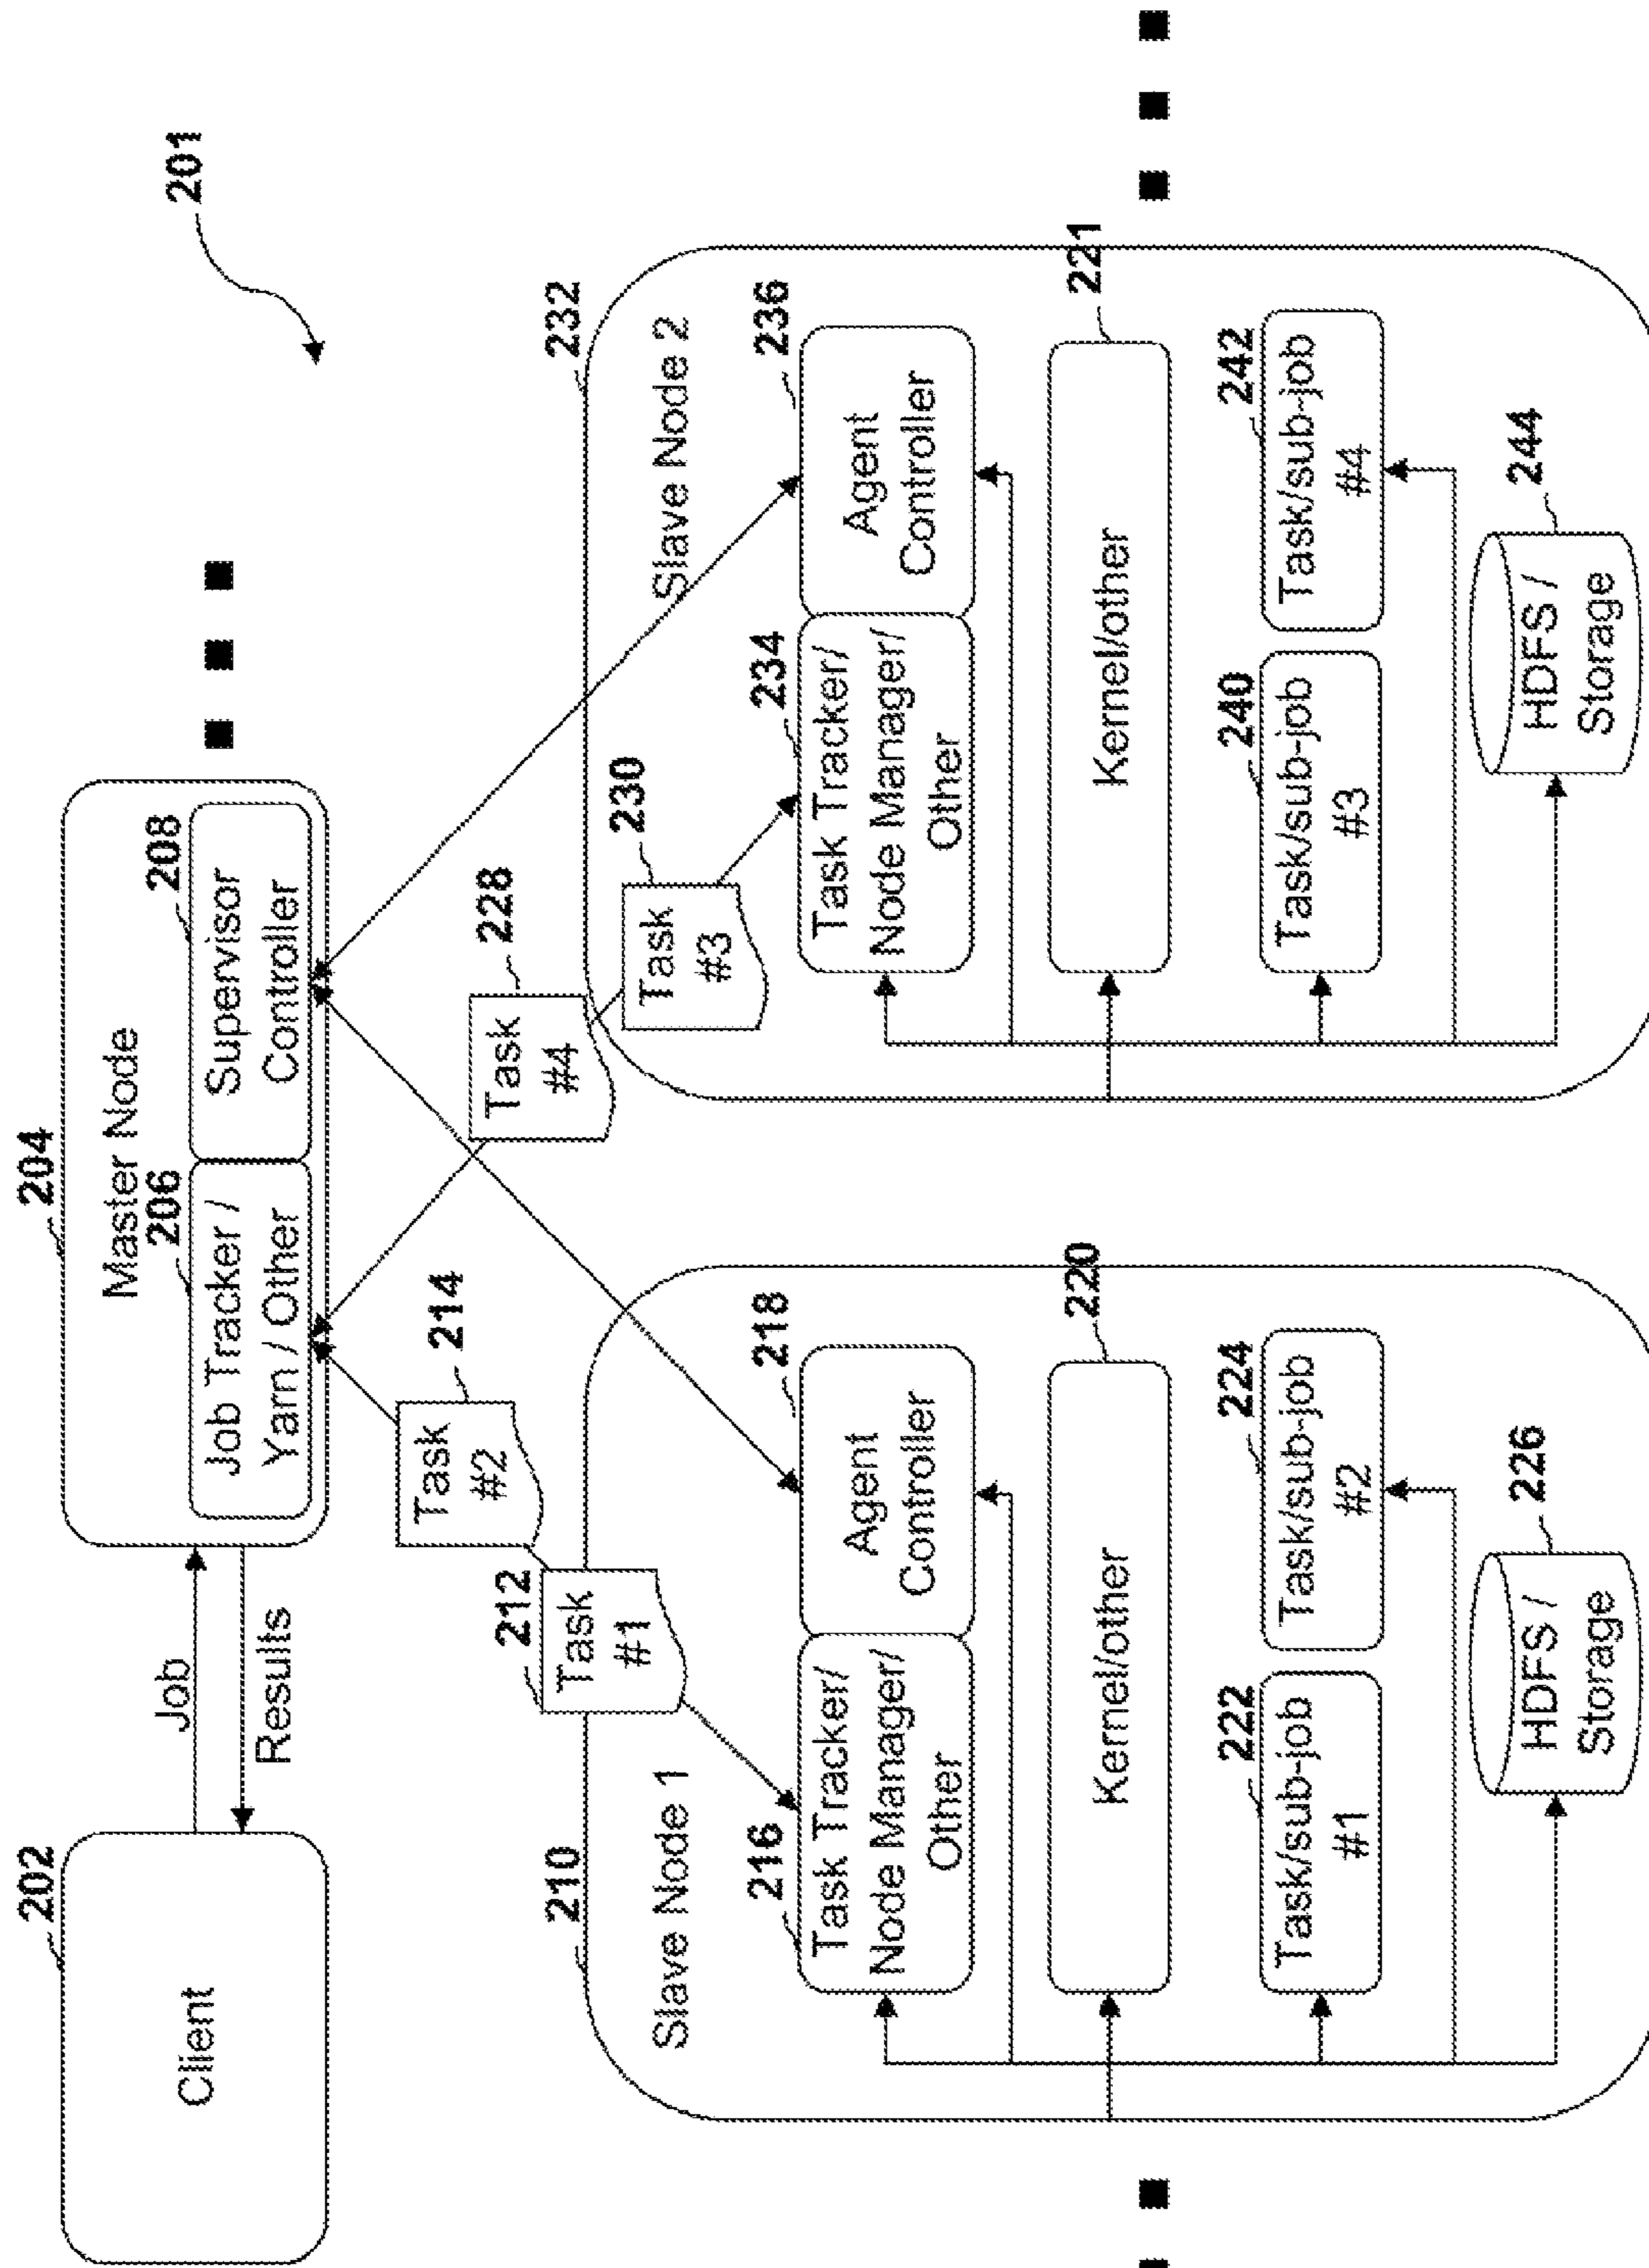 201
202
Client
Job
Results
204
Master Node
206
Job Tracker /
Yarn / Other
208
Supervisor
Controller
214
Task
#2
212
Task
#1
228
Task
#4
230
Task
#3
210
Slave Node 1
216
Task Tracker/
Node Manager/
Other
218
Agent
Controller
220
Kernel/other
222
Task/sub-job
#1
224
Task/sub-job
#2
226
HDFS /
Storage
232
Slave Node 2
234
Task Tracker/
Node Manager/
Other
236
Agent
Controller
221
Kernel/other
240
Task/sub-job
#3
242
Task/sub-job
#4
244
HDFS /
Storage